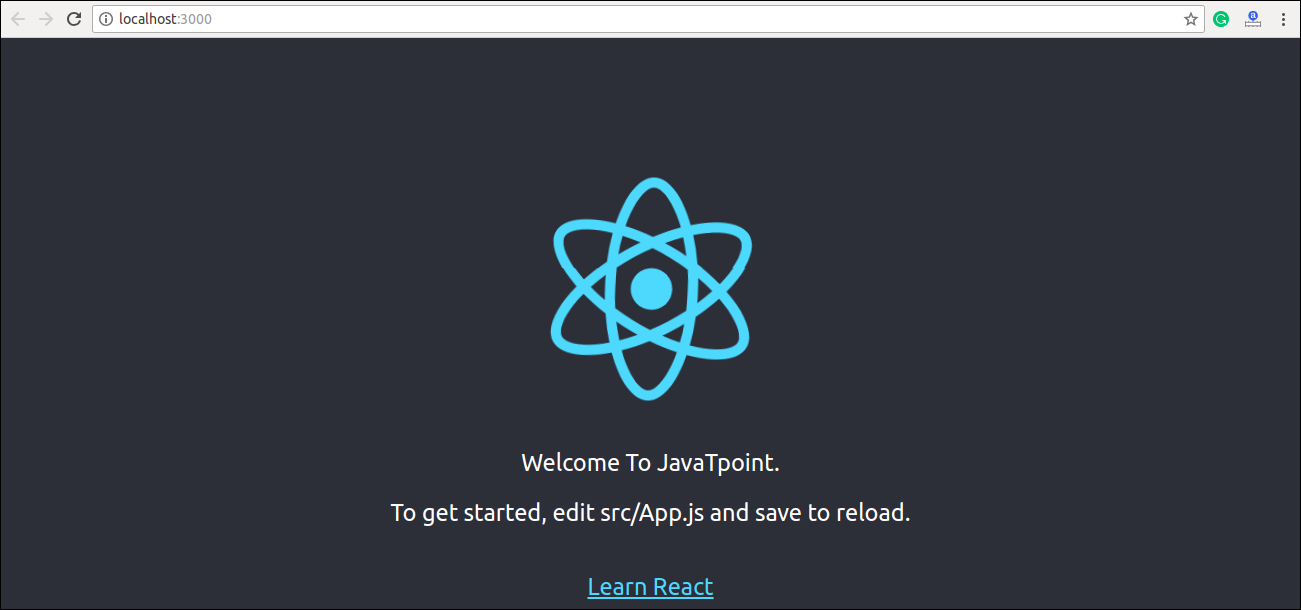 localhost:3000
Welcome To JavaTpoint.
To get started, edit src/App.js and save to reload.
Learn React